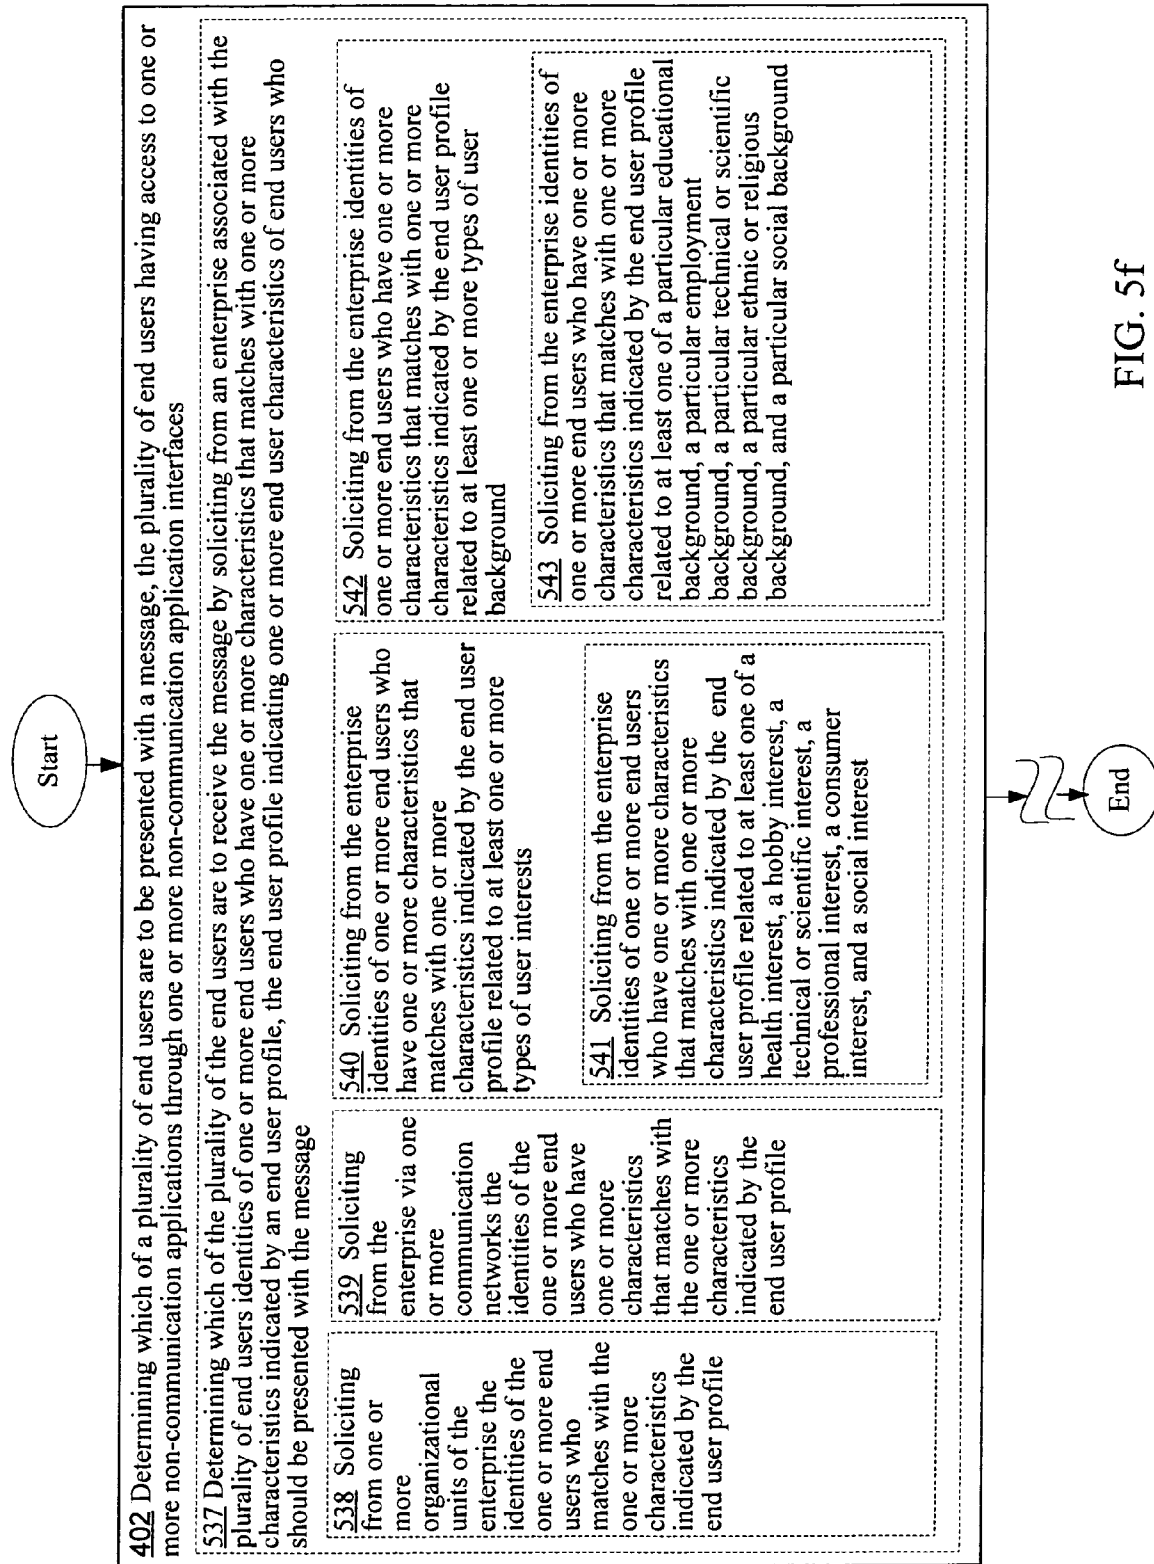 Start
402 Determining which of a plurality of end users are to be presented with a message, the plurality of end users having access to one or
more non-communication applications through one or more non-communication application interfaces
537 Determining which of the plurality of the end users are to receive the message by soliciting from an enterprise associated with the
plurality of end users identities of one or more end users who have one or more characteristics that matches with one or more
characteristics indicated by an end user profile, the end user profile indicating one or more end user characteristics of end users who
should be presented with the message
538 Soliciting
from one or
more
organizational
units of the
enterprise the
identities of the
one or more end
users who
matches with the
one or more
characteristics
indicated by the
end user profile
539 Soliciting
from the
enterprise via one
or more
communication
networks the
identities of the
one or more end
users who have
one or more
characteristics
that matches with
the one or more
characteristics
indicated by the
end user profile
540 Soliciting from the enterprise
identities of one or more end users who
have one or more characteristics that
matches with one or more
characteristics indicated by the end user
profile related to at least one or more
types of user interests
541 Soliciting from the enterprise
identities of one or more end users
who have one or more characteristics
that matches with one or more
characteristics indicated by the end
user profile related to at least one of a
health interest, a hobby interest, a
technical or scientific interest, a
professional interest, a consumer
interest, and a social interest
542 Soliciting from the enterprise identities of
one or more end users who have one or more
characteristics that matches with one or more
characteristics indicated by the end user profile
related to at least one or more types of user
background
543 Soliciting from the enterprise identities of
one or more end users who have one or more
characteristics that matches with one or more
characteristics indicated by the end user profile
related to at least one of a particular educational
background, a particular employment
background, a particular technical or scientific
background, a particular ethnic or religious
background, and a particular social background
End
FIG. 5f